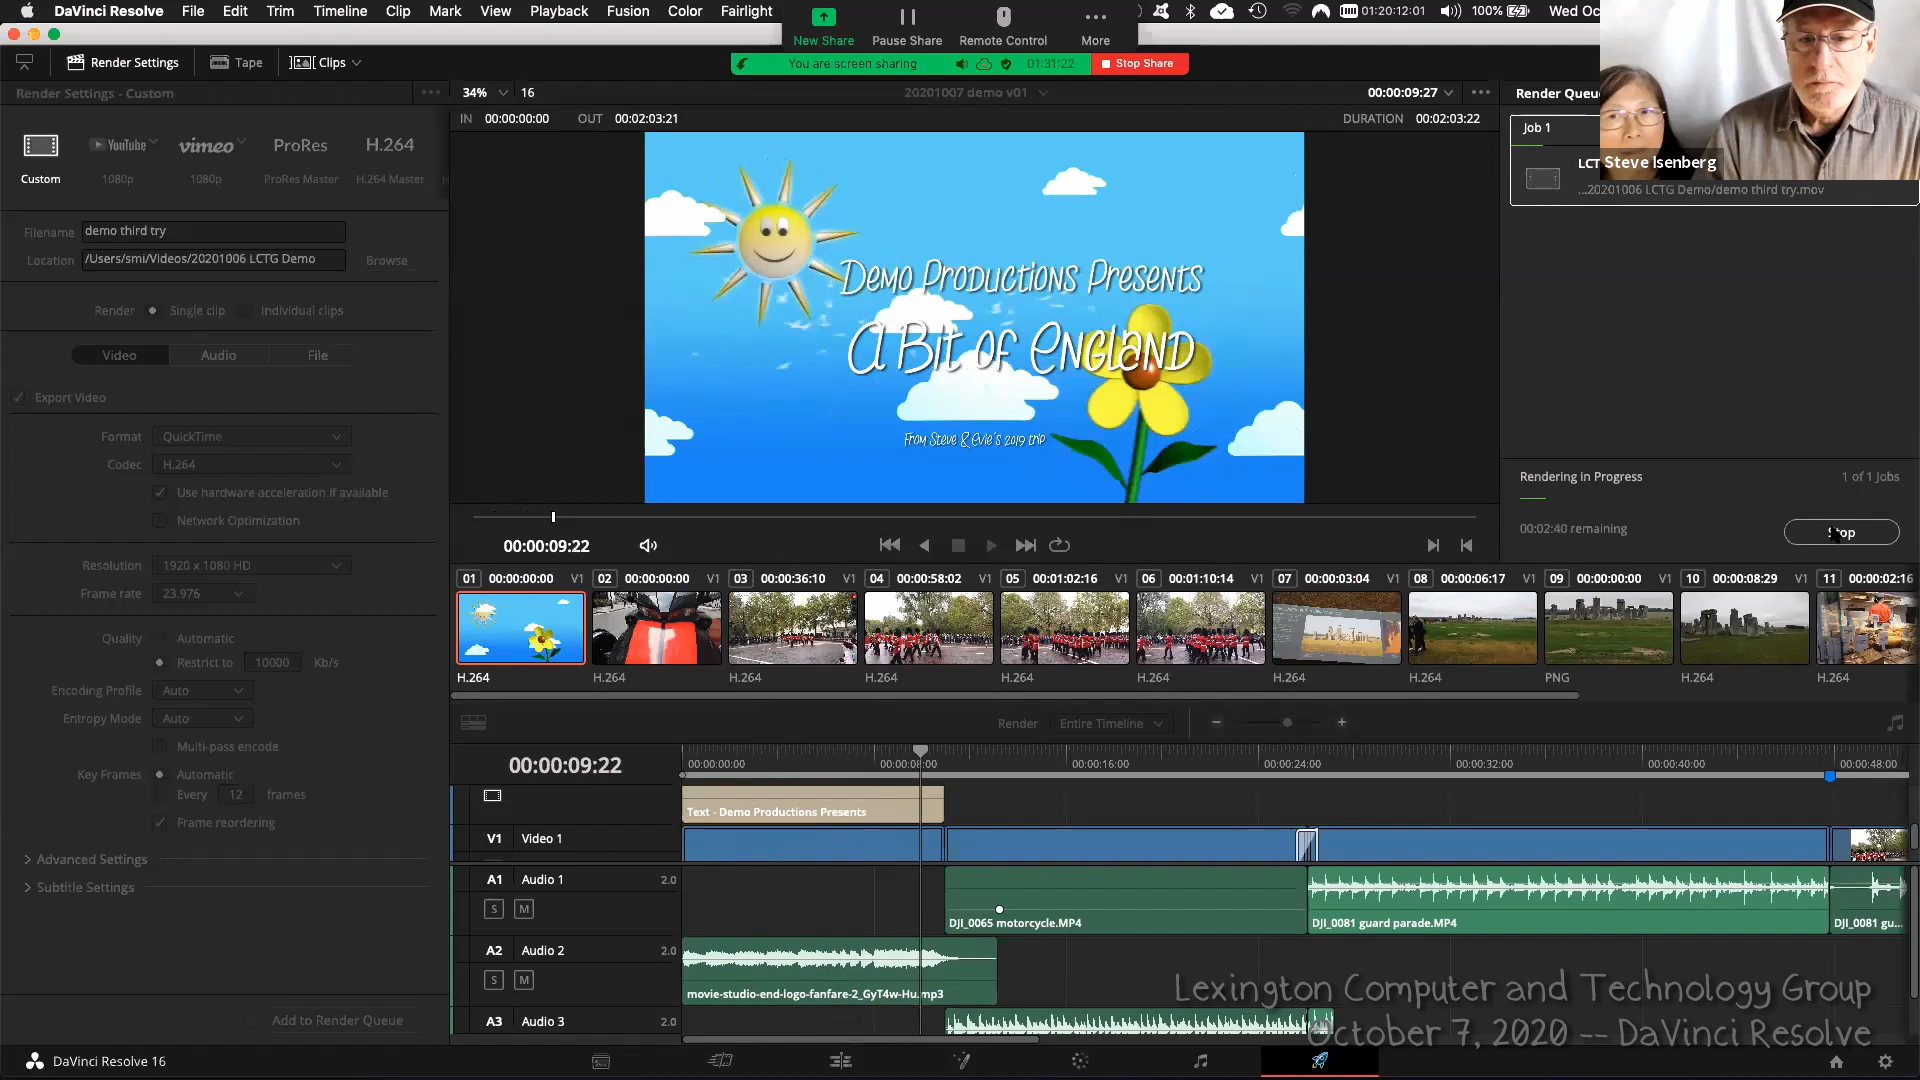 DaVinci Resolve File Edit Trim Timeline Clip Mark View Playback Fusion Color Fairlight
01:20:12:01 100% Wed Oc
New Share Pause Share Remote Control More
You are screen sharing 01:31:22 Stop Share
Render Settings Tape Clips
Render Settings - Custom
34% 16 20201007 demo v01 00:00:09:27
IN 00:00:00:00 OUT 00:02:03:21 DURATION 00:02:03:22
Render Queu
Job 1
LCT
Steve Isenberg
...20201006 LCTG Demo/demo third try.mov
YouTube vimeo ProRes H.264
Custom 1080p 1080p ProRes Master H.264 Master
Filename demo third try
Location /Users/smi/Videos/20201006 LCTG Demo Browse
Render Single clip Individual clips
Video Audio File
Export Video
Format QuickTime
Codec H.264
Use hardware acceleration if available
Network Optimization
Resolution 1920 x 1080 HD
Frame rate 23.976
Quality Automatic
Restrict to 10000 Kb/s
Encoding Profile Auto
Entropy Mode Auto
Multi-pass encode
Key Frames Automatic
Every 12 frames
Frame reordering
Advanced Settings
Subtitle Settings
Add to Render Queue
Demo Productions Presents
A Bit of England
From Steve & Evie's 2019 trip
Rendering in Progress 1 of 1 Jobs
00:02:40 remaining Stop
00:00:09:22
01 00:00:00:00 V1 02 00:00:00:00 V1 03 00:00:36:10 V1 04 00:00:58:02 V1 05 00:01:02:16 V1 06 00:01:10:14 V1 07 00:00:03:04 V1 08 00:00:06:17 V1 09 00:00:00:00 V1 10 00:00:08:29 V1 11 00:00:02:16
H.264 H.264 H.264 H.264 H.264 H.264 H.264 H.264 PNG H.264 H.264
Render Entire Timeline
00:00:09:22
00:00:00:00 00:00:08:00 00:00:16:00 00:00:24:00 00:00:32:00 00:00:40:00 00:00:48:00
Text - Demo Productions Presents
V1 Video 1
A1 Audio 1 2.0
S M
DJI_0065 motorcycle.MP4 DJI_0081 guard parade.MP4 DJI_0081 gu...
A2 Audio 2 2.0
S M
movie-studio-end-logo-fanfare-2_GyT4w-Hu.mp3
A3 Audio 3 2.0
Lexington Computer and Technology Group
October 7, 2020 -- DaVinci Resolve
DaVinci Resolve 16